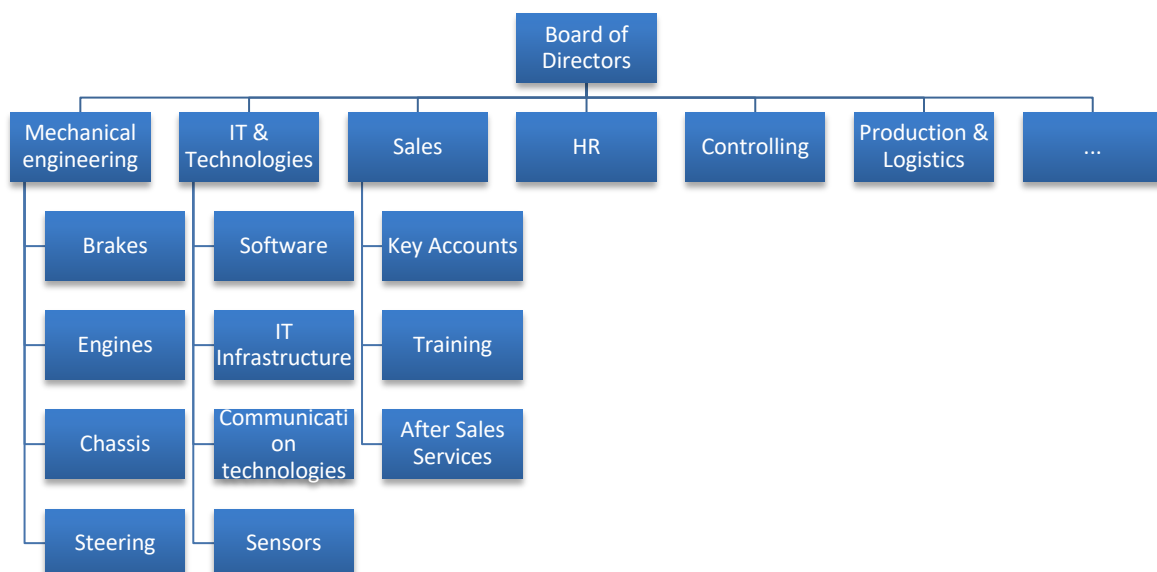 Board of
Directors
Mechanical
engineering
IT &
Technologies
Sales
HR
Controlling
Production &
Logistics
...
Brakes
Software
Key Accounts
Engines
IT
Infrastructure
Training
Chassis
Communicati
on
technologies
After Sales
Services
Steering
Sensors